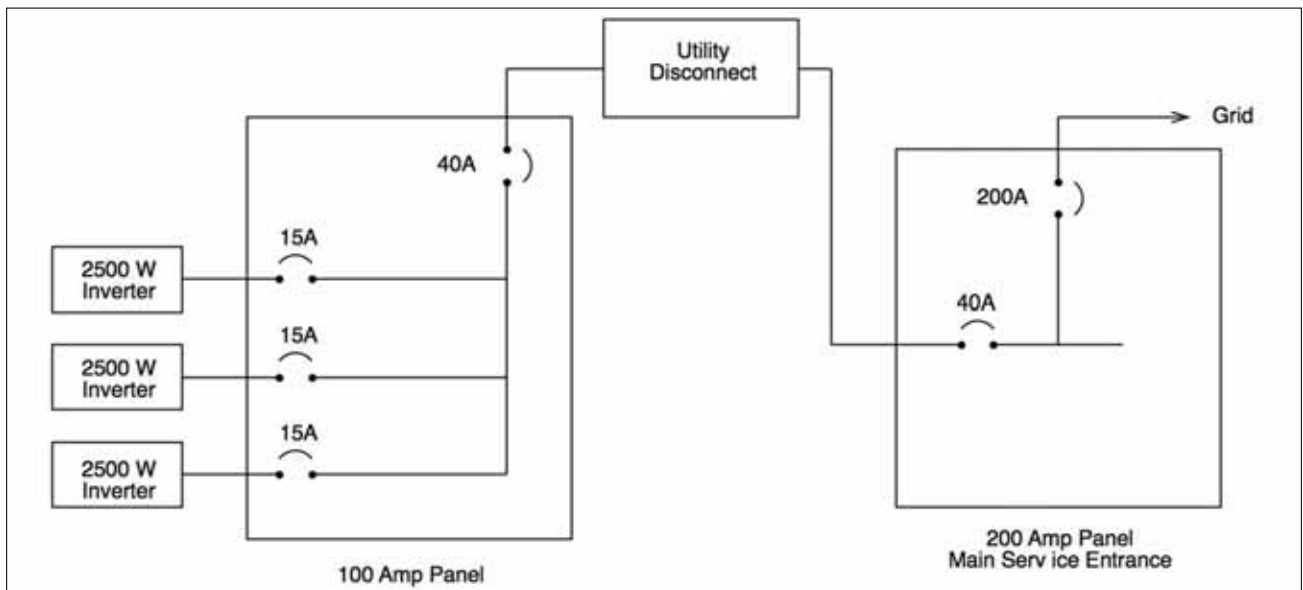 Utility
Disconnect
Grid
40A
200A
15A
2500 W
Inverter
40A
15A
2500 W
Inverter
15A
2500 W
Inverter
200 Amp Panel
Main Serv ice Entrance
100 Amp Panel